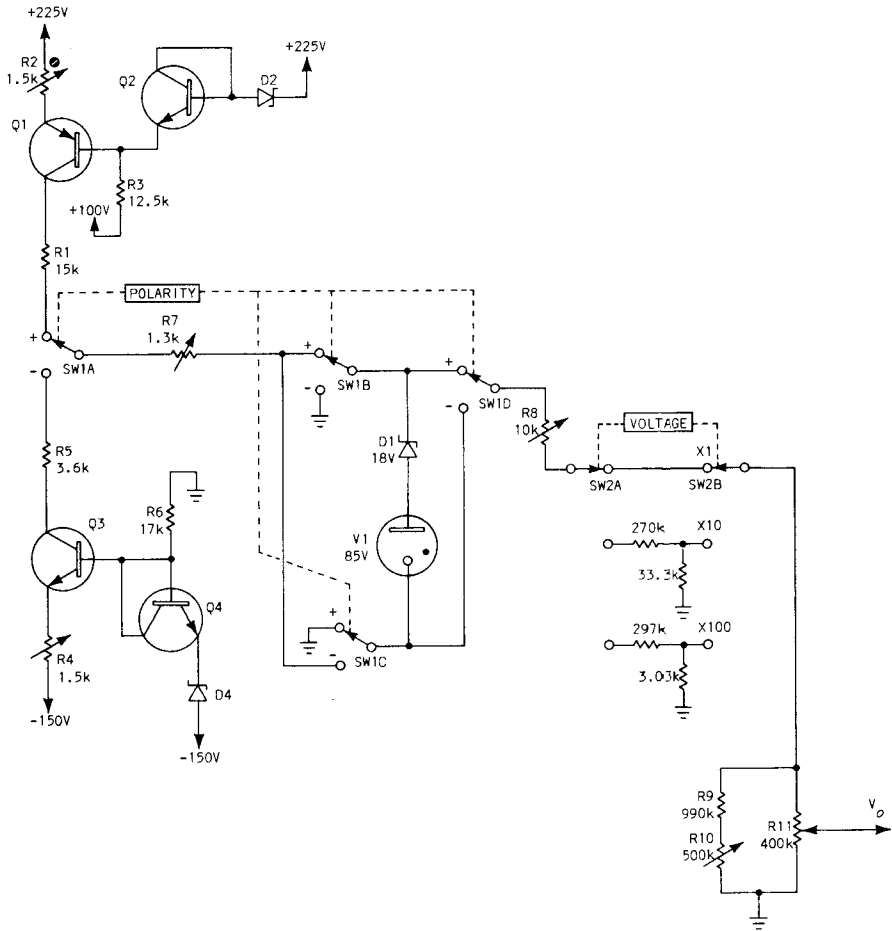 +225V
R2
1.5k
Q1
Q2
+225V
D2
R3
12.5k
+100V
R1
15k
POLARITY
R7
1.3k
+
-
SW1A
+
-
SW1B
+
-
SW1D
R8
10k
VOLTAGE
X1
SW2A
SW2B
D1
18V
V1
85V
270k
X10
33.3k
297k
X100
3.03k
R5
3.6k
Q3
R6
17k
Q4
+
-
SW1C
R4
1.5k
D4
-150V
-150V
R9
990k
R10
500k
R11
400k
Vo